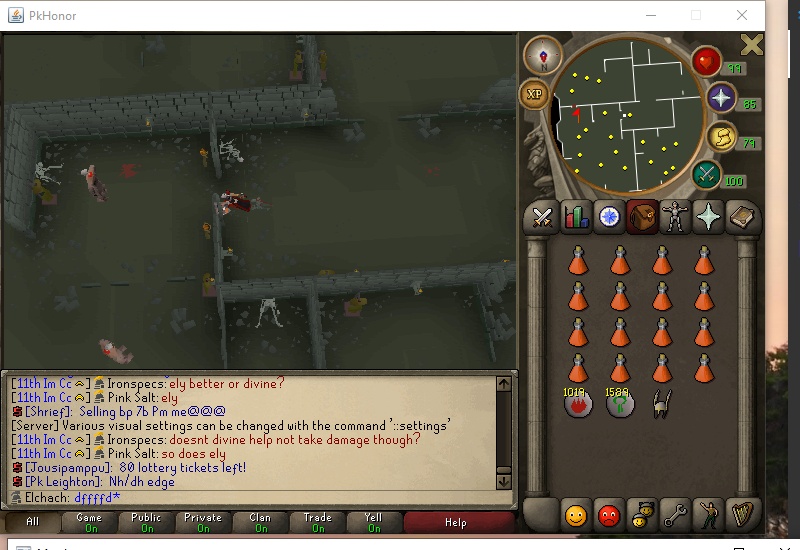 PkHonor
N
XP
99
85
79
100
1019
1589
[11th Im Cc] Ironspecs: ely better or divine?
[11th Im Cc] Pink Salt: ely
[Shrief]: Selling bp 7b Pm me@@@
[Server] Various visual settings can be changed with the command '::settings'
[11th Im Cc] Ironspecs: doesnt divine help not take damage though?
[11th Im Cc] Pink Salt: so does ely
[Jousipamppu]: 80 lottery tickets left!
[Pk Leighton]: Nh/dh edge
Elchach: dffffd*
All Game On Public On Private On Clan On Trade On Yell On Help